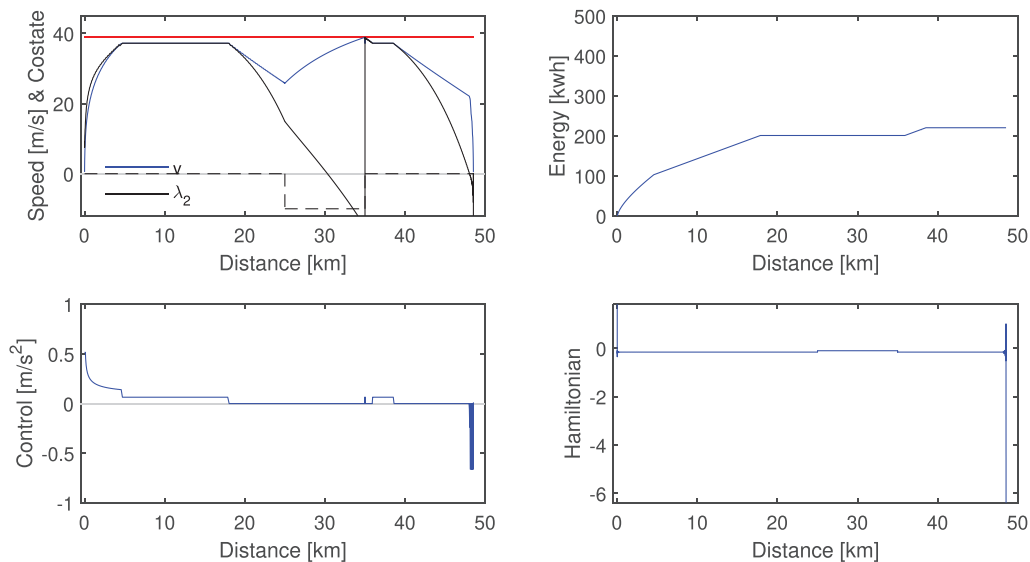 Speed [m/s] & Costate
40
20
0
v
λ2
0 10 20 30 40 50
Distance [km]
Energy [kwh]
500
400
300
200
100
0
0 10 20 30 40 50
Distance [km]
Control [m/s2]
1
0.5
0
-0.5
-1
0 10 20 30 40 50
Distance [km]
Hamiltonian
0
-2
-4
-6
0 10 20 30 40 50
Distance [km]